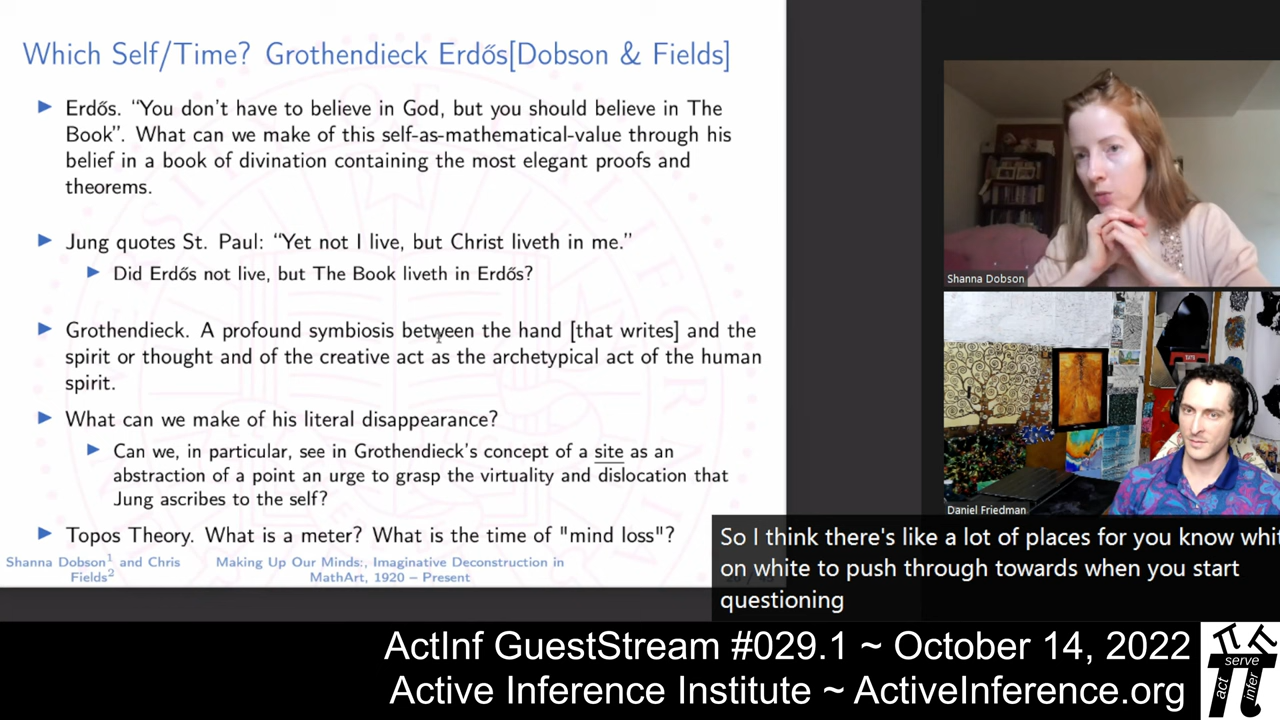 Which Self/Time? Grothendieck Erdős[Dobson & Fields]
Erdős. “You don’t have to believe in God, but you should believe in The
Book”. What can we make of this self-as-mathematical-value through his
belief in a book of divination containing the most elegant proofs and
theorems.
Jung quotes St. Paul: “Yet not I live, but Christ liveth in me.”
Did Erdős not live, but The Book liveth in Erdős?
Grothendieck. A profound symbiosis between the hand [that writes] and the
spirit or thought and of the creative act as the archetypical act of the human
spirit.
What can we make of his literal disappearance?
Can we, in particular, see in Grothendieck’s concept of a site as an
abstraction of a point an urge to grasp the virtuality and dislocation that
Jung ascribes to the self?
Topos Theory. What is a meter? What is the time of "mind loss"?
Shanna Dobson¹ and Chris
Fields²
Making Up Our Minds:, Imaginative Deconstruction in
MathArt, 1920 – Present
Shanna Dobson
Daniel Friedman
So I think there's like a lot of places for you know whit
on white to push through towards when you start
questioning
ActInf GuestStream #029.1 ~ October 14, 2022
Active Inference Institute ~ ActiveInference.org
act
serve
infer